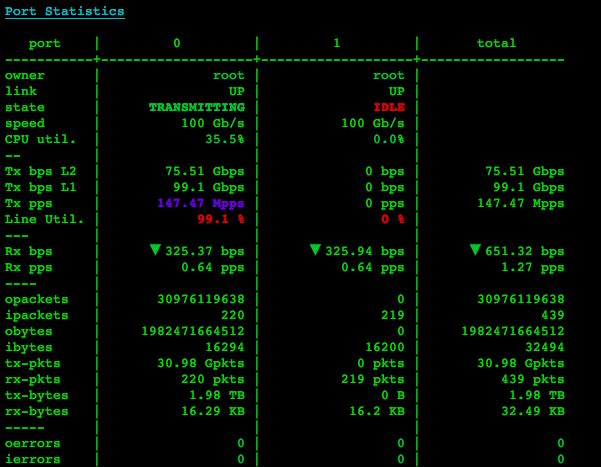 Port Statistics
port | 0 | 1 | total
-----------+-------------------+-------------------+------------------
owner | root | root |
link | UP | UP |
state | TRANSMITTING | IDLE |
speed | 100 Gb/s | 100 Gb/s |
CPU util. | 35.5% | 0.0% |
-- | | |
Tx bps L2 | 75.51 Gbps | 0 bps | 75.51 Gbps
Tx bps L1 | 99.1 Gbps | 0 bps | 99.1 Gbps
Tx pps | 147.47 Mpps | 0 pps | 147.47 Mpps
Line Util. | 99.1 % | 0 % |
--- | | |
Rx bps | ▼ 325.37 bps | ▼ 325.94 bps | ▼ 651.32 bps
Rx pps | 0.64 pps | 0.64 pps | 1.27 pps
---- | | |
opackets | 30976119638 | 0 | 30976119638
ipackets | 220 | 219 | 439
obytes | 1982471664512 | 0 | 1982471664512
ibytes | 16294 | 16200 | 32494
tx-pkts | 30.98 Gpkts | 0 pkts | 30.98 Gpkts
rx-pkts | 220 pkts | 219 pkts | 439 pkts
tx-bytes | 1.98 TB | 0 B | 1.98 TB
rx-bytes | 16.29 KB | 16.2 KB | 32.49 KB
----- | | |
oerrors | 0 | 0 | 0
ierrors | 0 | 0 | 0